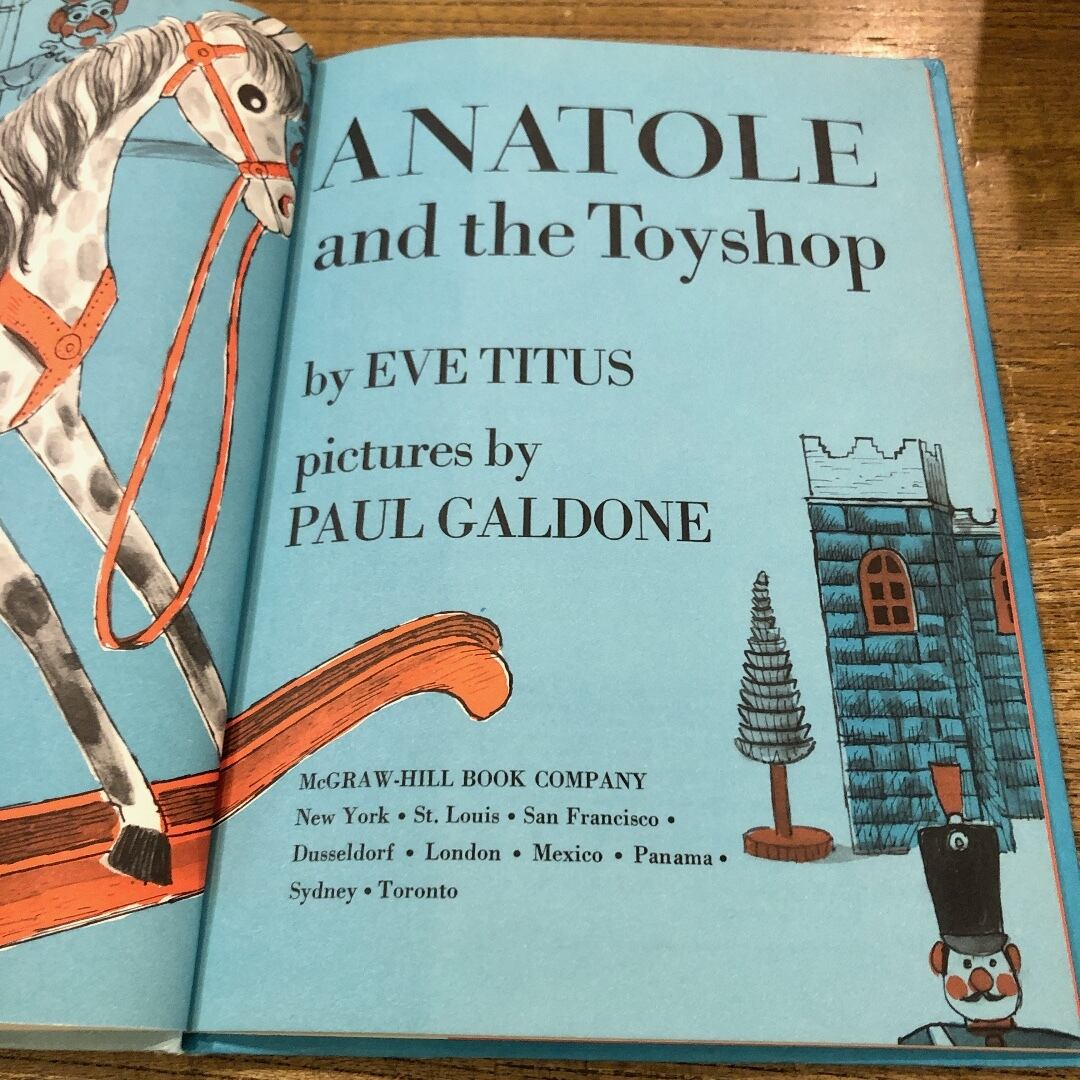 ANATOLE
and the Toyshop
by EVE TITUS
pictures by
PAUL GALDONE
McGRAW-HILL BOOK COMPANY
New York • St. Louis • San Francisco •
Dusseldorf • London • Mexico • Panama •
Sydney • Toronto